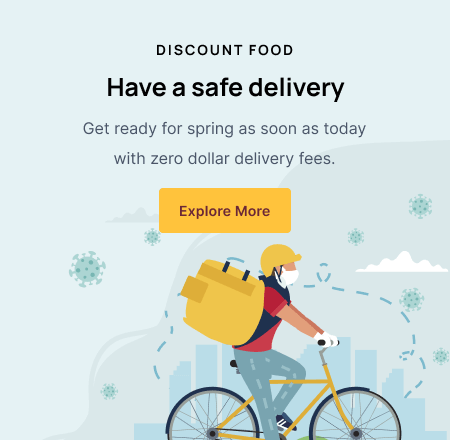 DISCOUNT FOOD
Have a safe delivery
Get ready for spring as soon as today
with zero dollar delivery fees.
Explore More